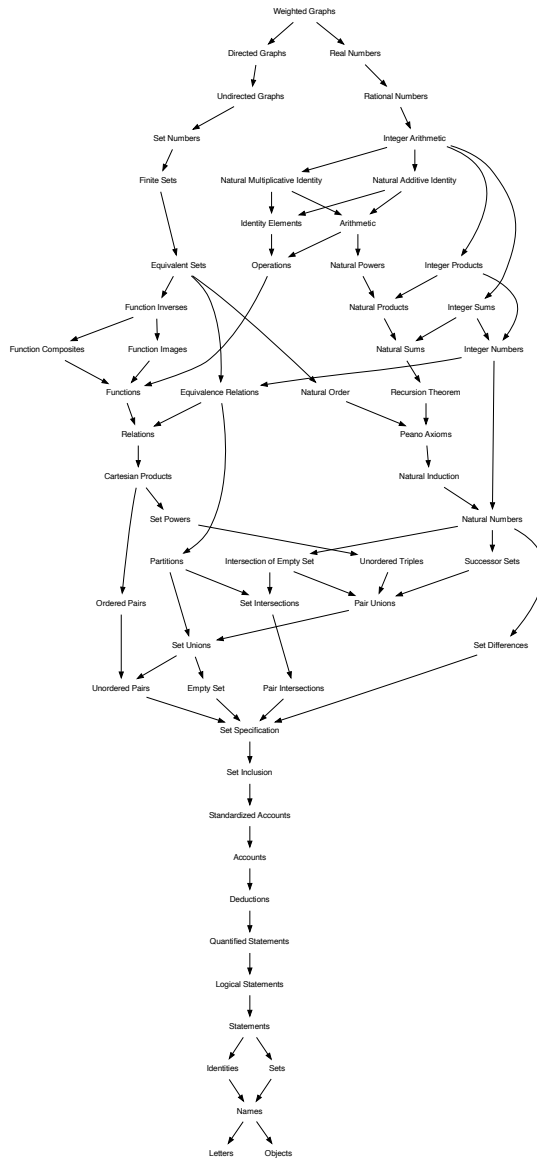 Weighted Graphs
Directed Graphs
Real Numbers
Undirected Graphs
Rational Numbers
Set Numbers
Integer Arithmetic
Finite Sets
Natural Multiplicative Identity
Natural Additive Identity
Identity Elements
Arithmetic
Equivalent Sets
Operations
Natural Powers
Integer Products
Function Inverses
Natural Products
Integer Sums
Function Composites
Function Images
Natural Sums
Integer Numbers
Functions
Equivalence Relations
Natural Order
Recursion Theorem
Relations
Peano Axioms
Cartesian Products
Natural Induction
Set Powers
Natural Numbers
Partitions
Intersection of Empty Set
Unordered Triples
Successor Sets
Ordered Pairs
Set Intersections
Pair Unions
Set Unions
Set Differences
Unordered Pairs
Empty Set
Pair Intersections
Set Specification
Set Inclusion
Standardized Accounts
Accounts
Deductions
Quantified Statements
Logical Statements
Statements
Identities
Sets
Names
Letters
Objects